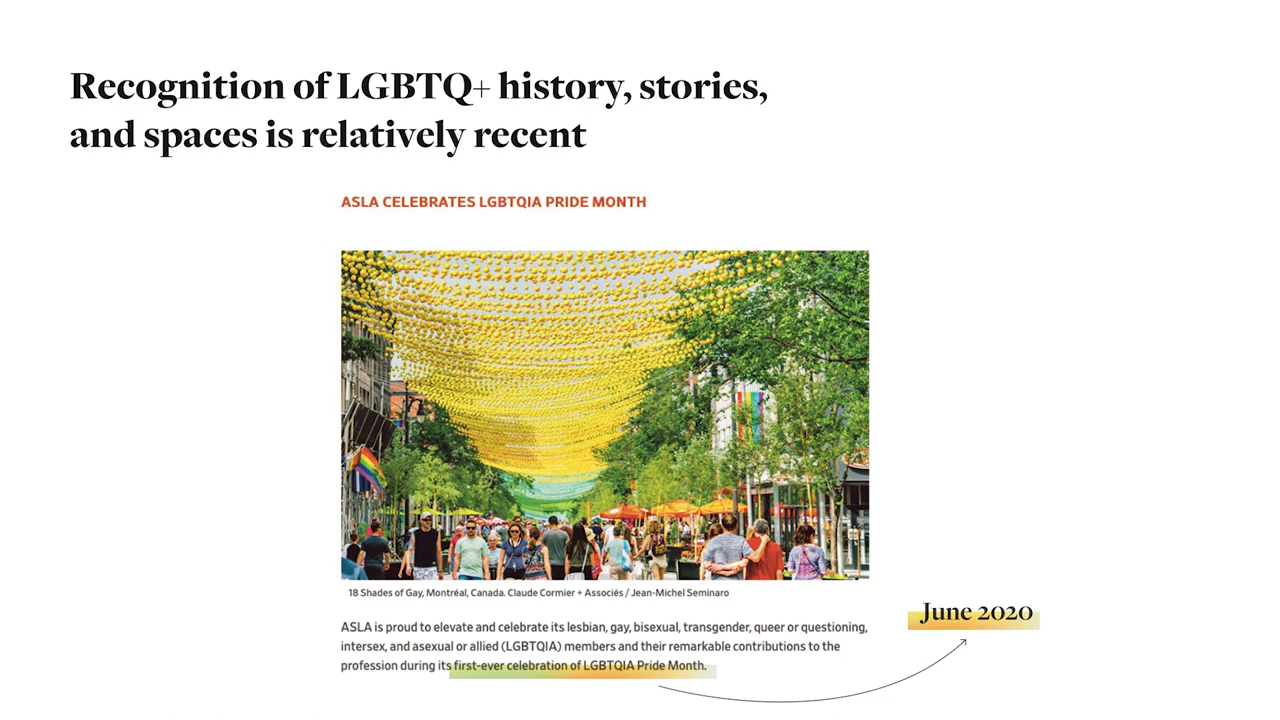 Recognition of LGBTQ+ history, stories,
and spaces is relatively recent
ASLA CELEBRATES LGBTQIA PRIDE MONTH
18 Shades of Gay, Montréal, Canada. Claude Cormier + Associés / Jean-Michel Seminaro
ASLA is proud to elevate and celebrate its lesbian, gay, bisexual, transgender, queer or questioning,
intersex, and asexual or allied (LGBTQIA) members and their remarkable contributions to the
profession during its first-ever celebration of LGBTQIA Pride Month.
June 2020